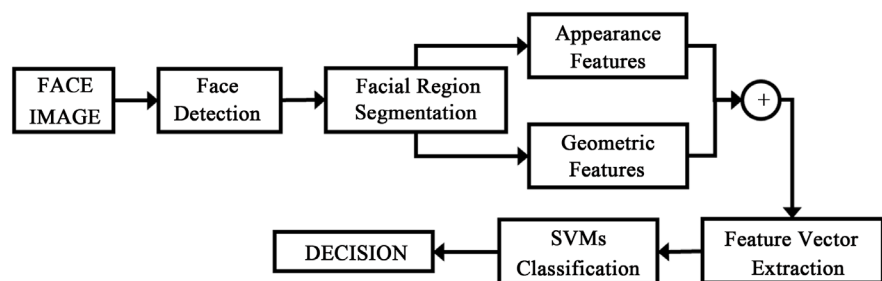 FACE
IMAGE
Face
Detection
Facial Region
Segmentation
Appearance
Features
Geometric
Features
+
Feature Vector
Extraction
SVMs
Classification
DECISION